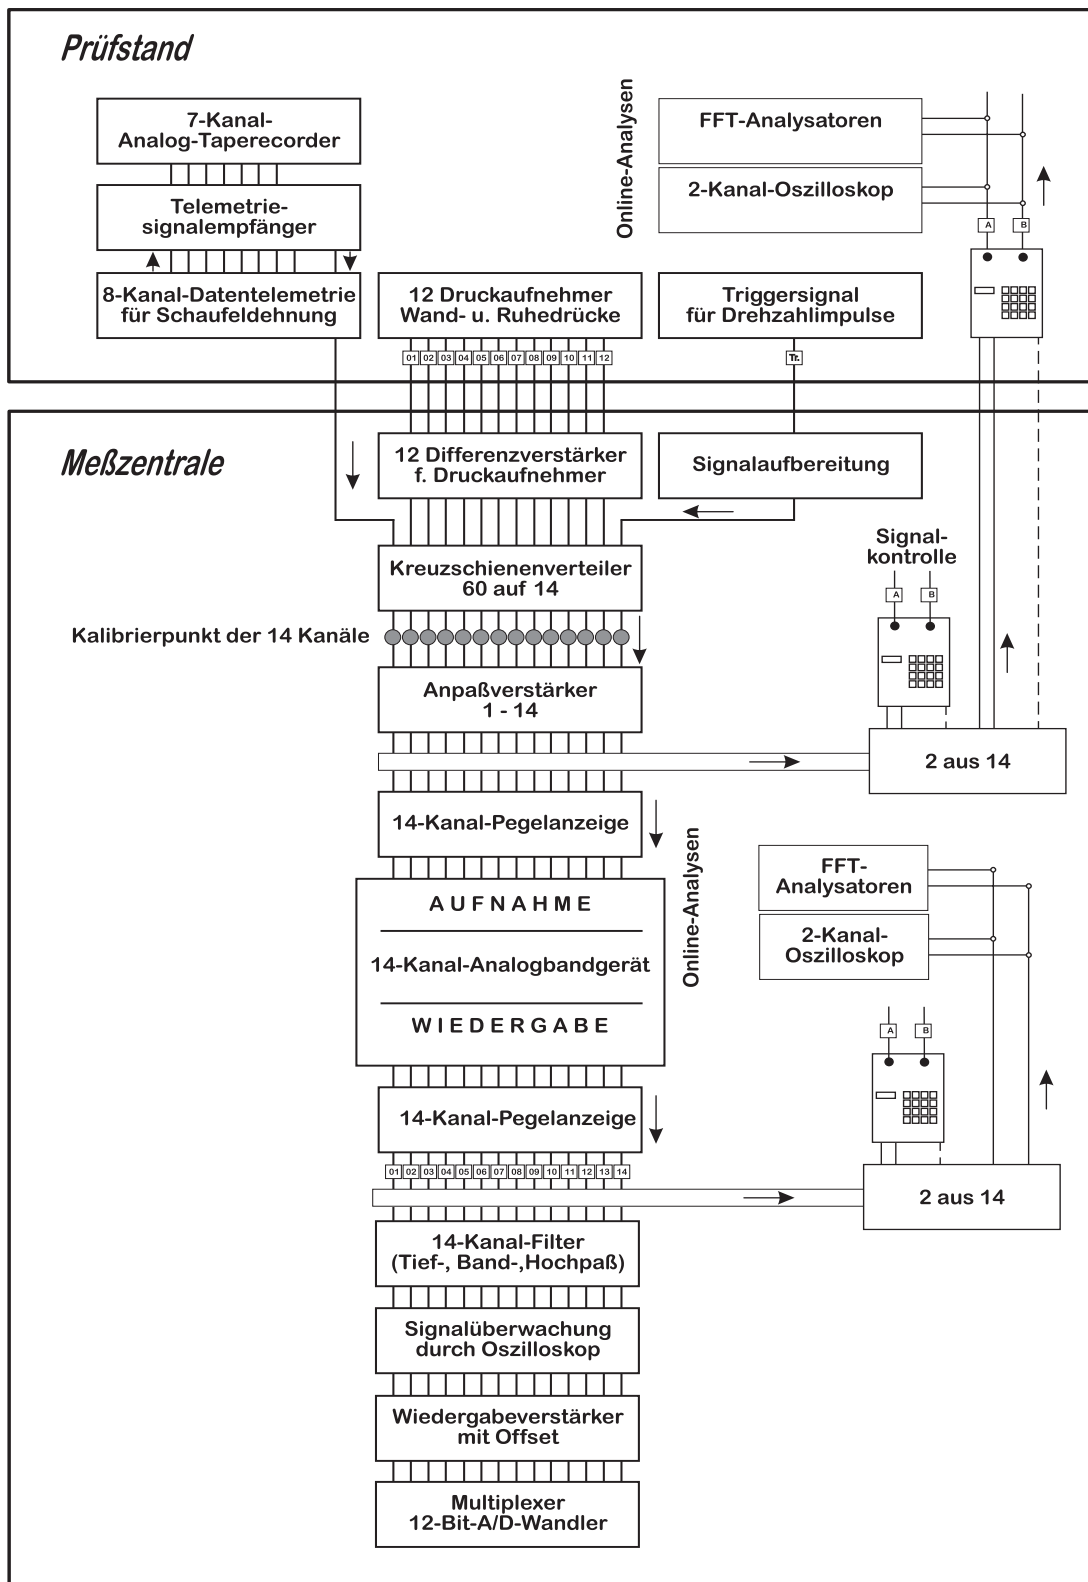 Prüfstand
7-Kanal-
Analog-Taperecorder
Telemetrie-
signalempfänger
8-Kanal-Datentelemetrie
für Schaufeldehnung
12 Druckaufnehmer
Wand- u. Ruhedrücke
01 02 03 04 05 06 07 08 09 10 11 12
Online-Analysen
FFT-Analysatoren
2-Kanal-Oszilloskop
Triggersignal
für Drehzahlimpulse
Tr.
A B
Meßzentrale
12 Differenzverstärker
f. Druckaufnehmer
Signalaufbereitung
Kreuzschienenverteiler
60 auf 14
Kalibrierpunkt der 14 Kanäle
Anpaßverstärker
1 - 14
Signal-
kontrolle
A B
2 aus 14
14-Kanal-Pegelanzeige
AUFNAHME
14-Kanal-Analogbandgerät
WIEDERGABE
Online-Analysen
FFT-
Analysatoren
2-Kanal-
Oszilloskop
A B
14-Kanal-Pegelanzeige
01 02 03 04 05 06 07 08 09 10 11 12 13 14
2 aus 14
14-Kanal-Filter
(Tief-, Band-,Hochpaß)
Signalüberwachung
durch Oszilloskop
Wiedergabeverstärker
mit Offset
Multiplexer
12-Bit-A/D-Wandler